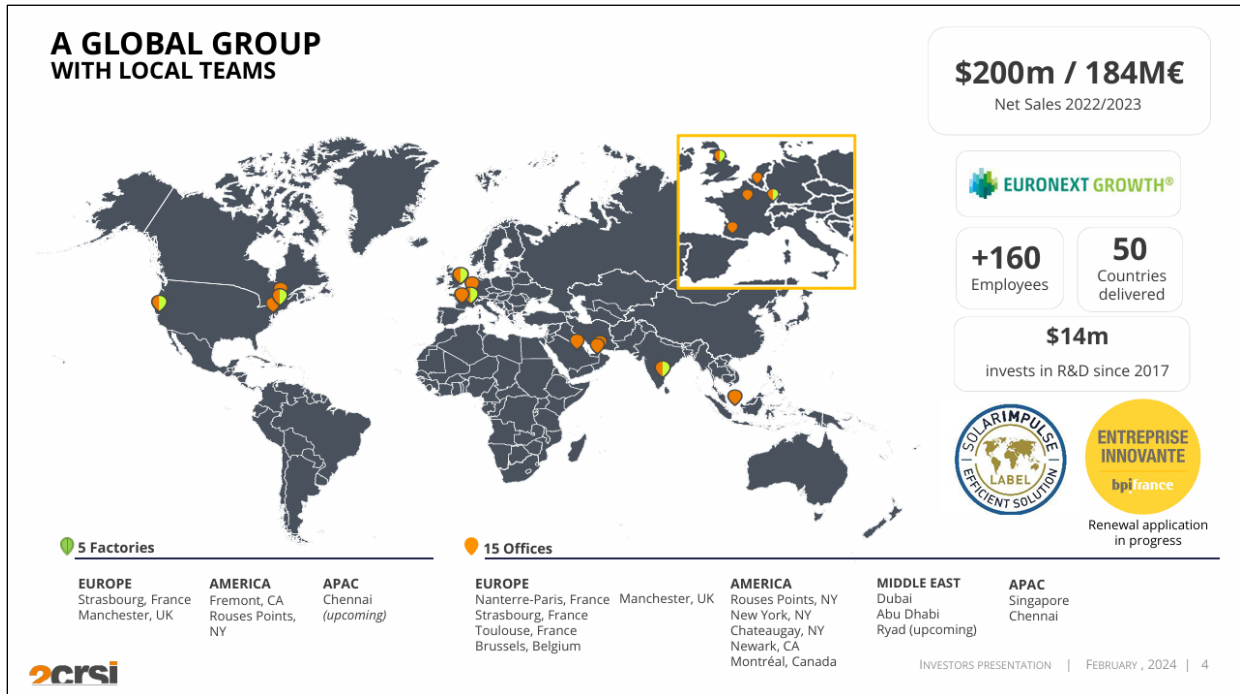 A GLOBAL GROUP
WITH LOCAL TEAMS
$200m / 184M€
Net Sales 2022/2023
EURONEXT GROWTH®
+160
Employees
50
Countries
delivered
$14m
invests in R&D since 2017
SOLARIMPULSE
LABEL
EFFICIENT SOLUTION
ENTREPRISE
INNOVANTE
bpifrance
Renewal application
in progress
5 Factories
EUROPE
Strasbourg, France
Manchester, UK
AMERICA
Fremont, CA
Rouses Points,
NY
APAC
Chennai
(upcoming)
15 Offices
EUROPE
Nanterre-Paris, France
Strasbourg, France
Toulouse, France
Brussels, Belgium
Manchester, UK
AMERICA
Rouses Points, NY
New York, NY
Chateaugay, NY
Newark, CA
Montréal, Canada
MIDDLE EAST
Dubai
Abu Dhabi
Ryad (upcoming)
APAC
Singapore
Chennai
2crsi
INVESTORS PRESENTATION | FEBRUARY , 2024 | 4